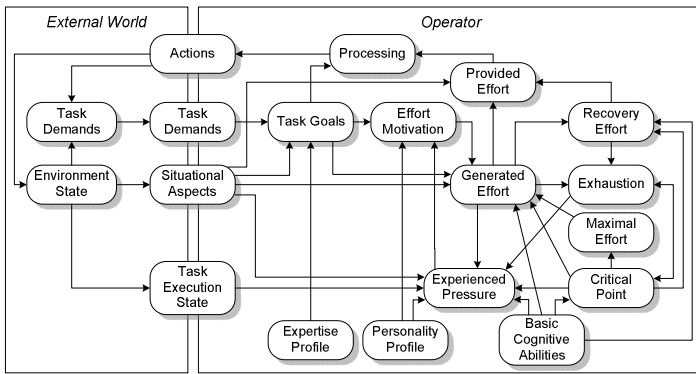 External World
Operator
Actions
Processing
Provided
Effort
Task
Demands
Task
Demands
Task Goals
Effort
Motivation
Recovery
Effort
Environment
State
Situational
Aspects
Generated
Effort
Exhaustion
Maximal
Effort
Task
Execution
State
Experienced
Pressure
Critical
Point
Expertise
Profile
Personality
Profile
Basic
Cognitive
Abilities